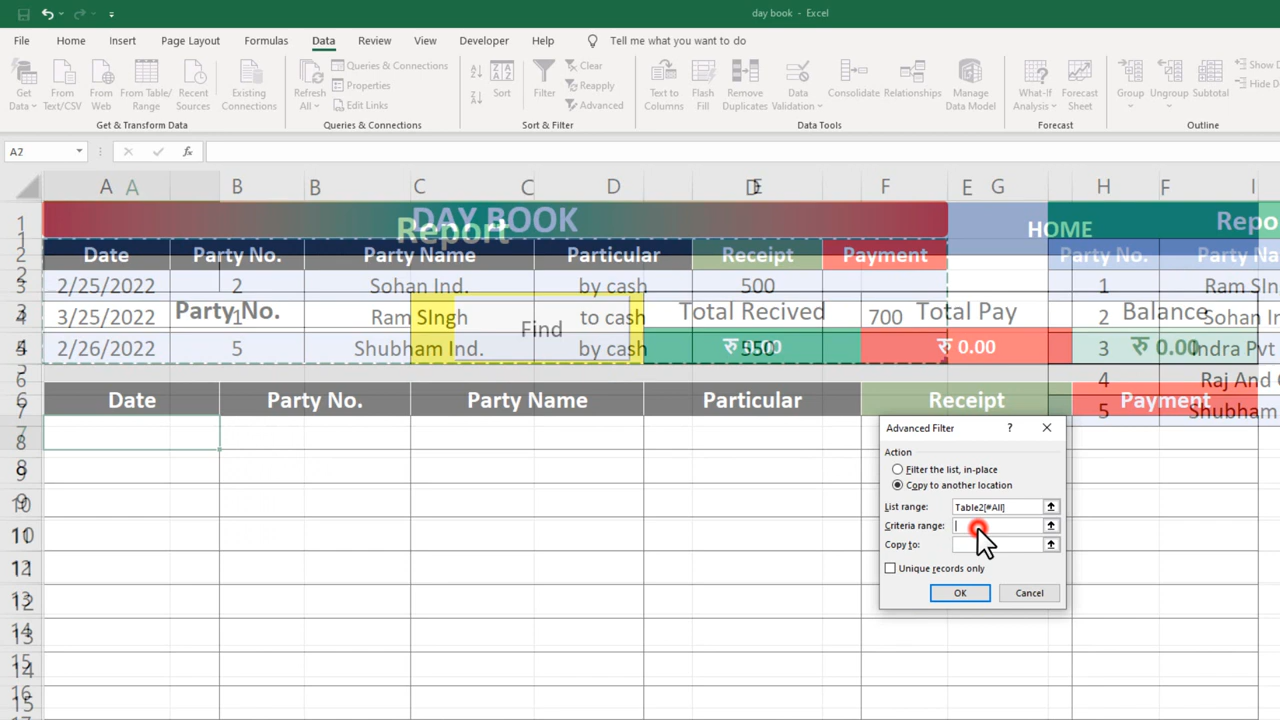 day book - Excel
File Home Insert Page Layout Formulas Data Review View Developer Help Tell me what you want to do
Get Data From Text/CSV From Web From Table/Range Recent Sources Existing Connections
Get & Transform Data
Refresh All Queries & Connections Properties Edit Links
Queries & Connections
Sort Filter Clear Reapply Advanced
Sort & Filter
Text to Columns Flash Fill Remove Duplicates Data Validation Consolidate Relationships Manage Data Model
Data Tools
What-If Analysis Forecast Sheet
Forecast
Group Ungroup Subtotal Show D Hide D
Outline
A2
fx
A A B B C C D D E F E G H F I
1 DAY BOOK
Report HOME Repo
2 Date Party No. Party Name Particular Receipt Payment Party No. Party Na
3 2/25/2022 2 Sohan Ind. by cash 500 1 Ram SIn
3 Party No. Find Total Recived Total Pay Balance
4 3/25/2022 1 Ram SIngh to cash 700 2 Sohan In
2/26/2022 5 Shubham Ind. by cash 550 3 Indra Pvt
रु 0.00 रु 0.00
4 Raj And
6 Date Party No. Party Name Particular Receipt Payment
5 Shubham
7
8
9
10
11
12
13
14
15
Advanced Filter ?
Action
Filter the list, in-place
Copy to another location
List range: Table2[#All]
Criteria range:
Copy to:
Unique records only
OK Cancel